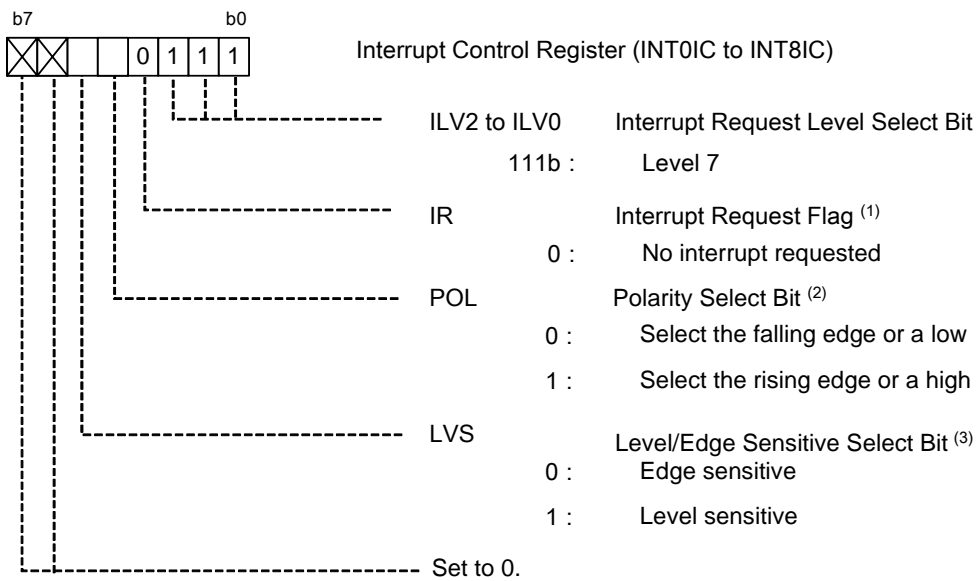 b7 b0
0 1 1 1 Interrupt Control Register (INT0IC to INT8IC)
ILV2 to ILV0 Interrupt Request Level Select Bit
111b : Level 7
IR Interrupt Request Flag (1)
0 : No interrupt requested
POL Polarity Select Bit (2)
0 : Select the falling edge or a low
1 : Select the rising edge or a high
LVS Level/Edge Sensitive Select Bit (3)
0 : Edge sensitive
1 : Level sensitive
Set to 0.